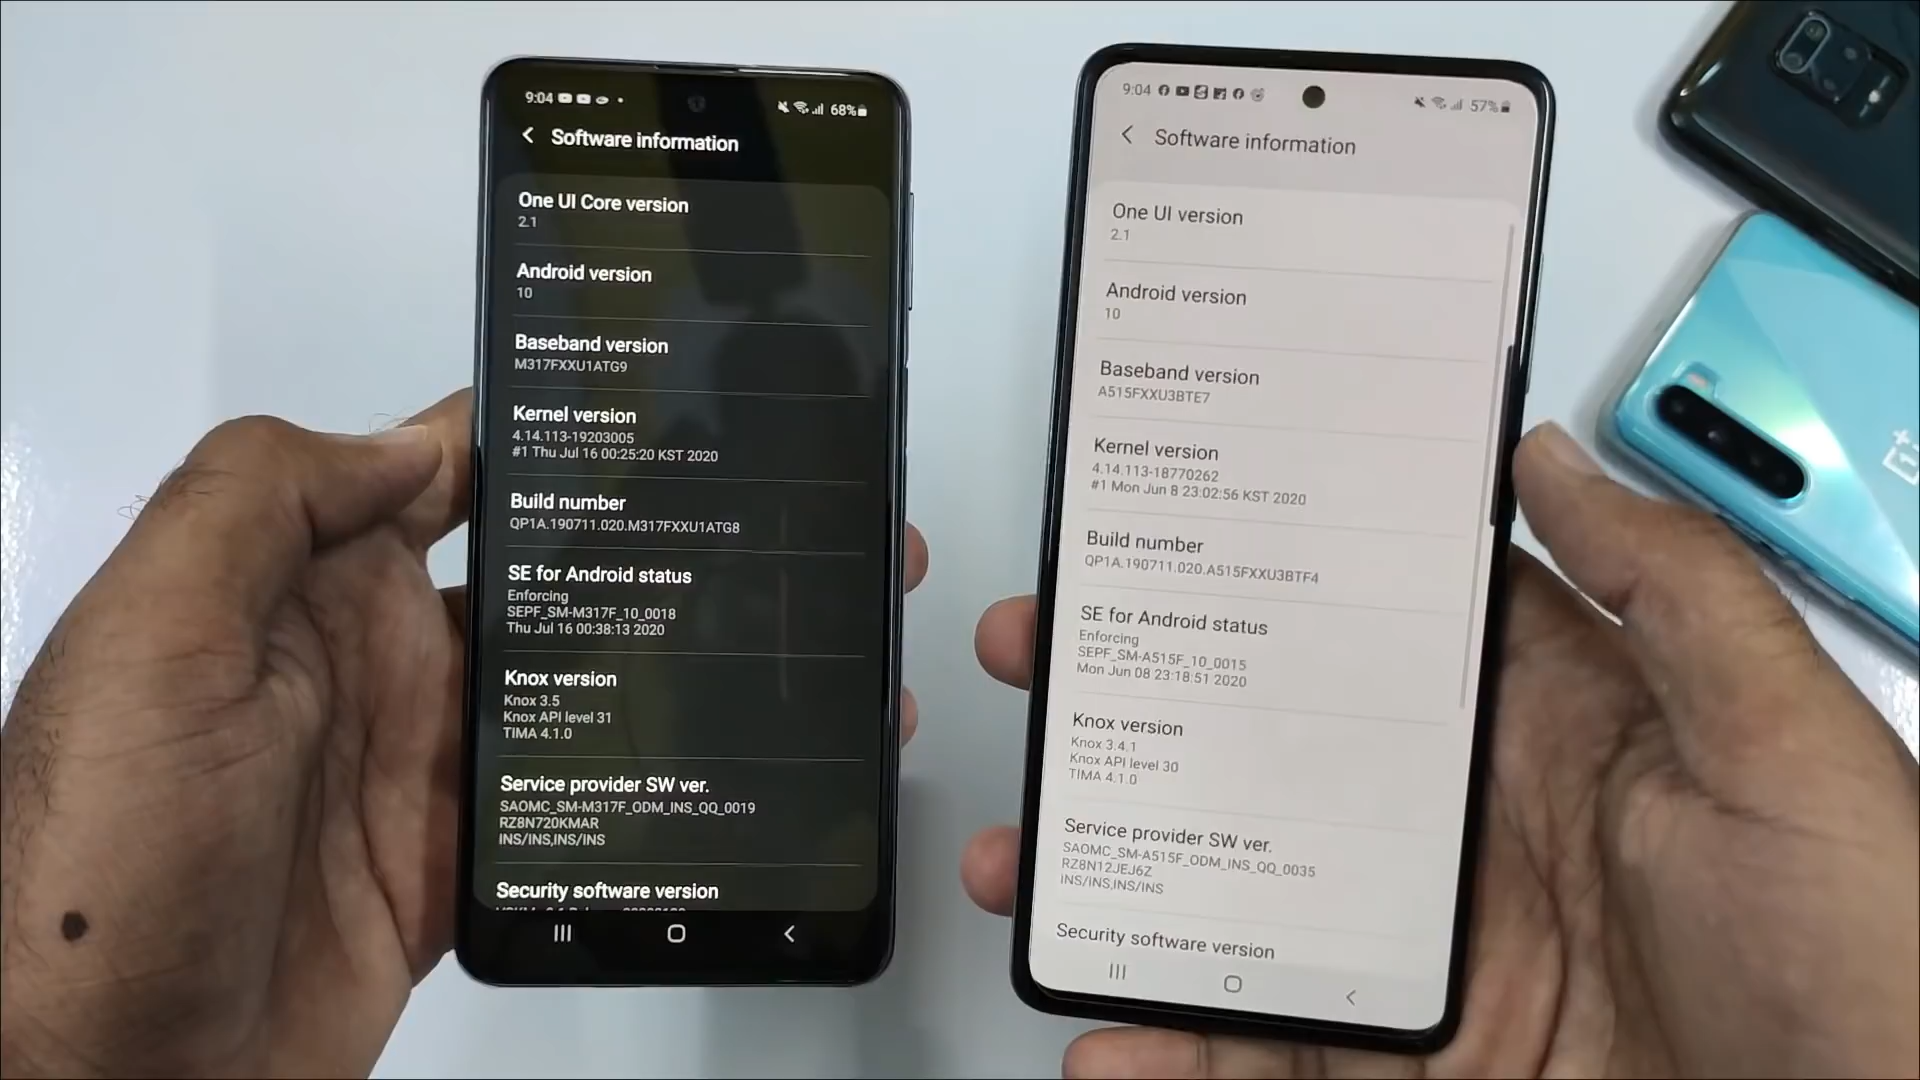 9:04
68%
Software information
One UI Core version
2.1
Android version
10
Baseband version
M317FXXU1ATG9
Kernel version
4.14.113-19203005
#1 Thu Jul 16 00:25:20 KST 2020
Build number
QP1A.190711.020.M317FXXU1ATG8
SE for Android status
Enforcing
SEPF_SM-M317F_10_0018
Thu Jul 16 00:38:13 2020
Knox version
Knox 3.5
Knox API level 31
TIMA 4.1.0
Service provider SW ver.
SAOMC_SM-M317F_ODM_INS_QQ_0019
RZ8N720KMAR
INS/INS,INS/INS
Security software version
9:04
57%
Software information
One UI version
2.1
Android version
10
Baseband version
A515FXXU3BTE7
Kernel version
4.14.113-18770262
#1 Mon Jun 8 23:02:56 KST 2020
Build number
QP1A.190711.020.A515FXXU3BTF4
SE for Android status
Enforcing
SEPF_SM-A515F_10_0015
Mon Jun 08 23:18:51 2020
Knox version
Knox 3.4.1
Knox API level 30
TIMA 4.1.0
Service provider SW ver.
SAOMC_SM-A515F_ODM_INS_QQ_0035
RZ8N12JEJ6Z
INS/INS,INS/INS
Security software version